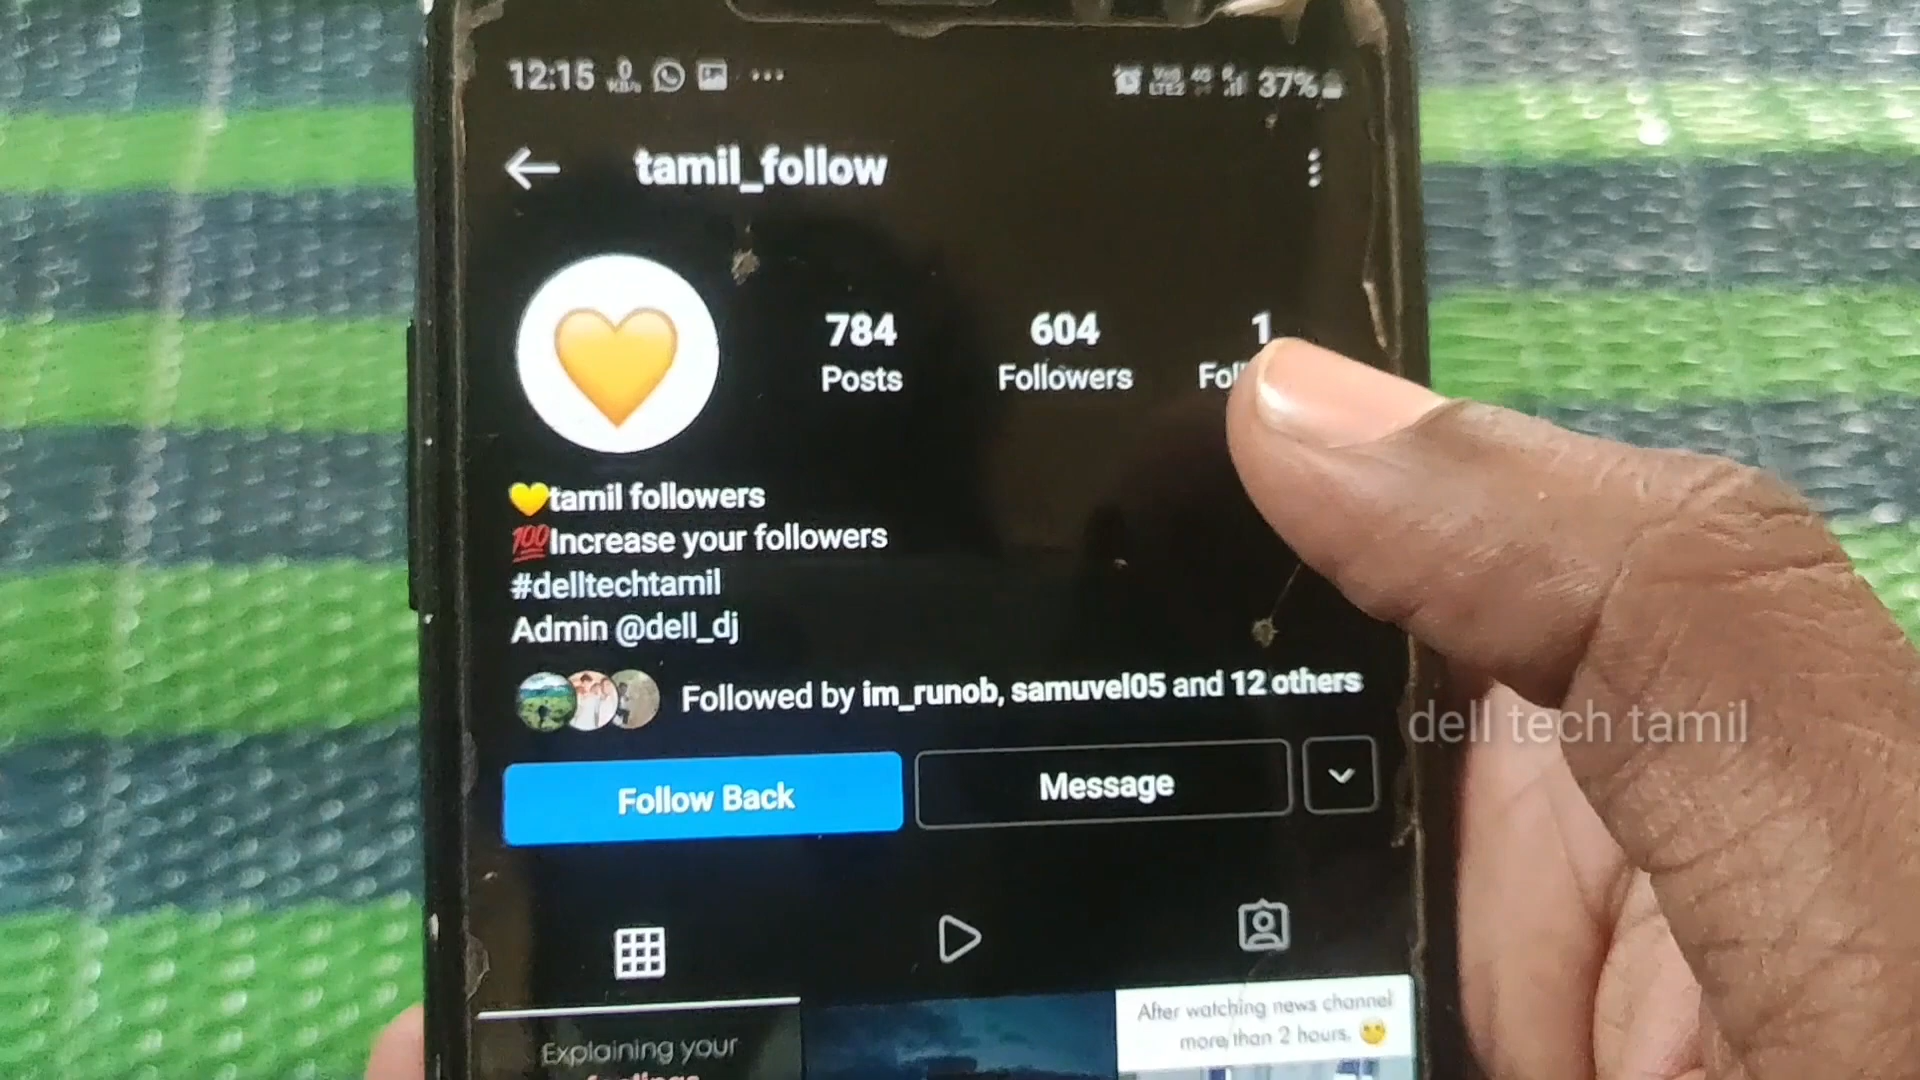 12:15
37%
tamil_follow
784 604 1
Posts Followers
💛tamil followers
💯Increase your followers
#delltechtamil
Admin @dell_dj
Followed by im_runob, samuvel05 and 12 others
dell tech tamil
Follow Back Message
After watching news channel
more than 2 hours. 😁
Explaining your